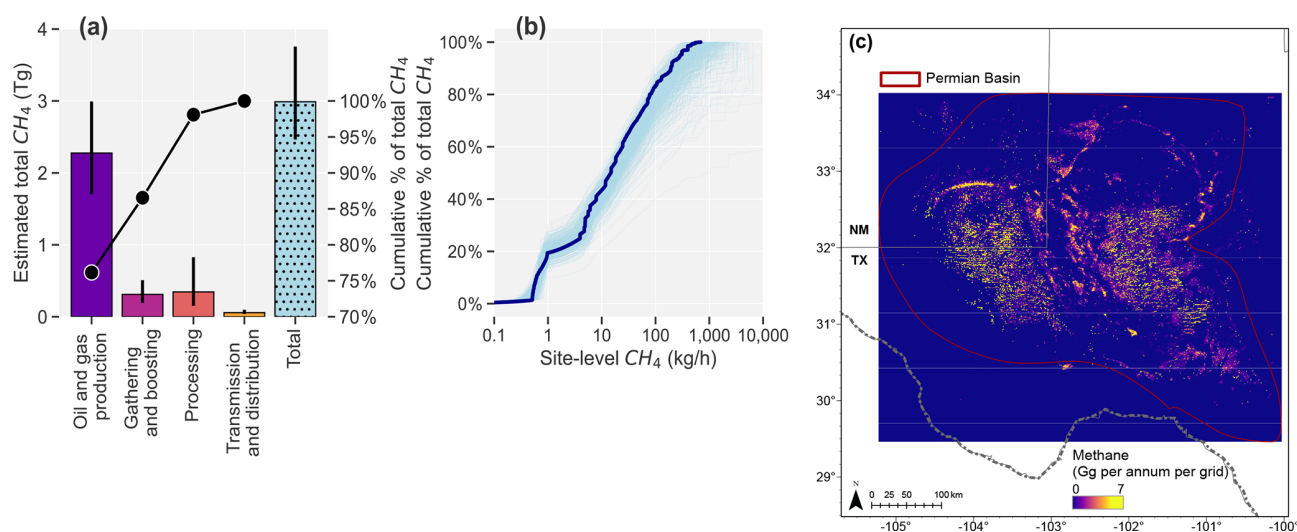 (a)
Estimated total CH4 (Tg)
4
3
2
1
0
100%
95%
90%
85%
80%
75%
70%
Cumulative % of total CH4
Oil and gas
production
Gathering
and boosting
Processing
Transmission
and distribution
Total
(b)
Cumulative % of total CH4
100%
80%
60%
40%
20%
0%
0.1 1 10 100 1,000 10,000
Site-level CH4 (kg/h)
(c)
Permian Basin
34°
33°
32°
31°
30°
29°
NM
TX
Methane
(Gg per annum per grid)
0 7
N
0 25 50 100 km
-105 -104 -103 -102 -101 -100